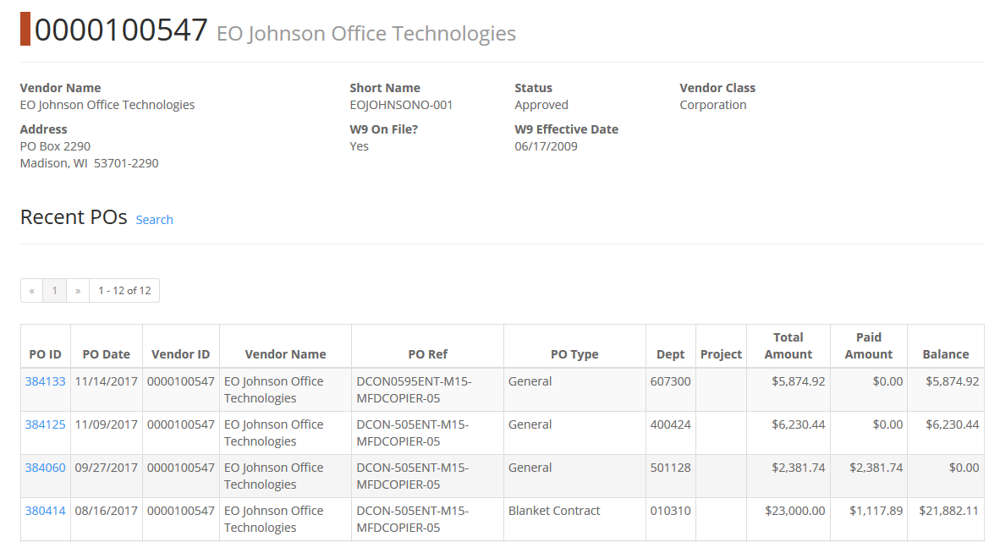 0000100547 EO Johnson Office Technologies
Vendor Name Short Name Status Vendor Class
EO Johnson Office Technologies EOJOHNSONO-001 Approved Corporation
Address W9 On File? W9 Effective Date
PO Box 2290 Yes 06/17/2009
Madison, WI 53701-2290
Recent POs Search
« 1 » 1 - 12 of 12
Total Paid
PO ID PO Date Vendor ID Vendor Name PO Ref PO Type Dept Project Amount Amount Balance
384133 11/14/2017 0000100547 EO Johnson Office DCON0595ENT-M15- General 607300 $5,874.92 $0.00 $5,874.92
Technologies MFDCOPIER-05
384125 11/09/2017 0000100547 EO Johnson Office DCON-505ENT-M15- General 400424 $6,230.44 $0.00 $6,230.44
Technologies MFDCOPIER-05
384060 09/27/2017 0000100547 EO Johnson Office DCON-505ENT-M15- General 501128 $2,381.74 $2,381.74 $0.00
Technologies MFDCOPIER-05
380414 08/16/2017 0000100547 EO Johnson Office DCON-505ENT-M15- Blanket Contract 010310 $23,000.00 $1,117.89 $21,882.11
Technologies MFDCOPIER-05